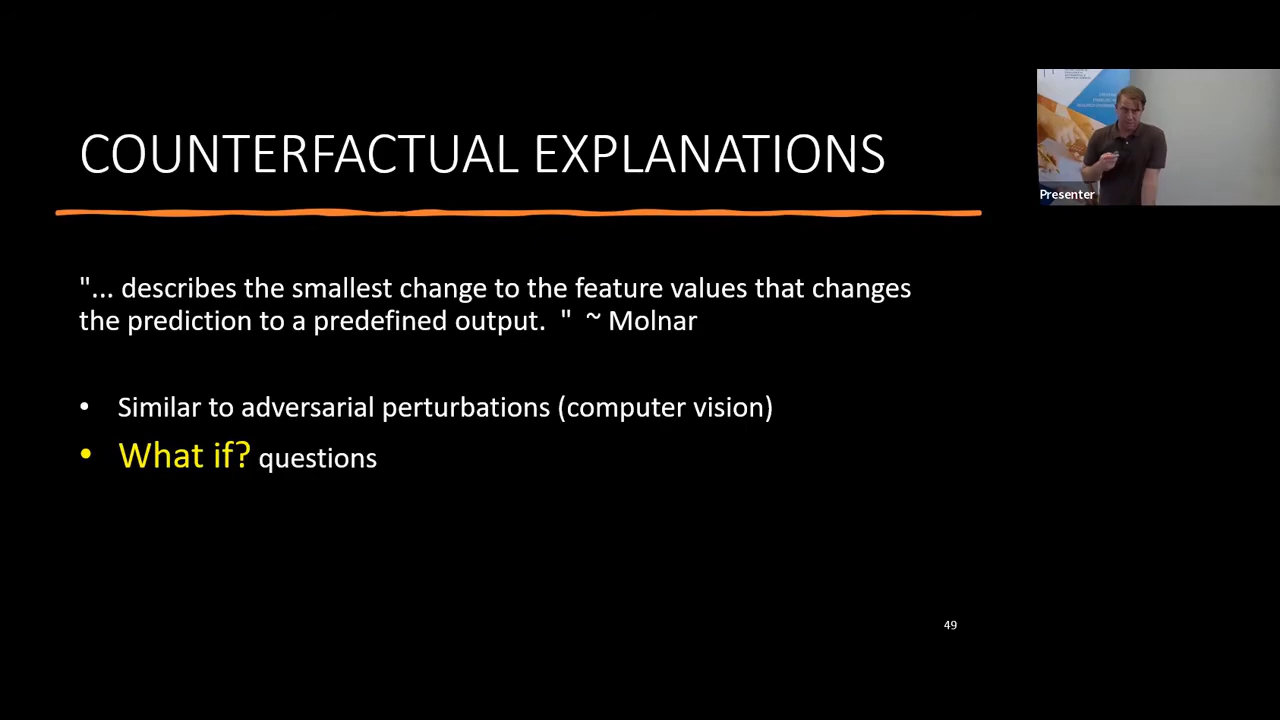 COUNTERFACTUAL EXPLANATIONS
"... describes the smallest change to the feature values that changes
the prediction to a predefined output. " ~ Molnar
• Similar to adversarial perturbations (computer vision)
• What if? questions
49
Presenter